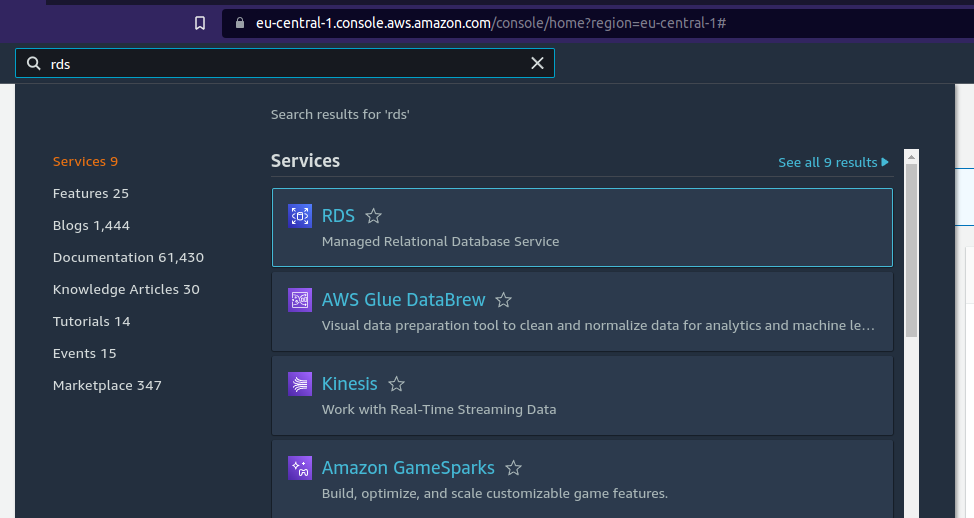 eu-central-1.console.aws.amazon.com/console/home?region=eu-central-1#
rds
Search results for 'rds'
Services 9
Features 25
Blogs 1,444
Documentation 61,430
Knowledge Articles 30
Tutorials 14
Events 15
Marketplace 347
Services
See all 9 results
RDS
Managed Relational Database Service
AWS Glue DataBrew
Visual data preparation tool to clean and normalize data for analytics and machine le...
Kinesis
Work with Real-Time Streaming Data
Amazon GameSparks
Build, optimize, and scale customizable game features.